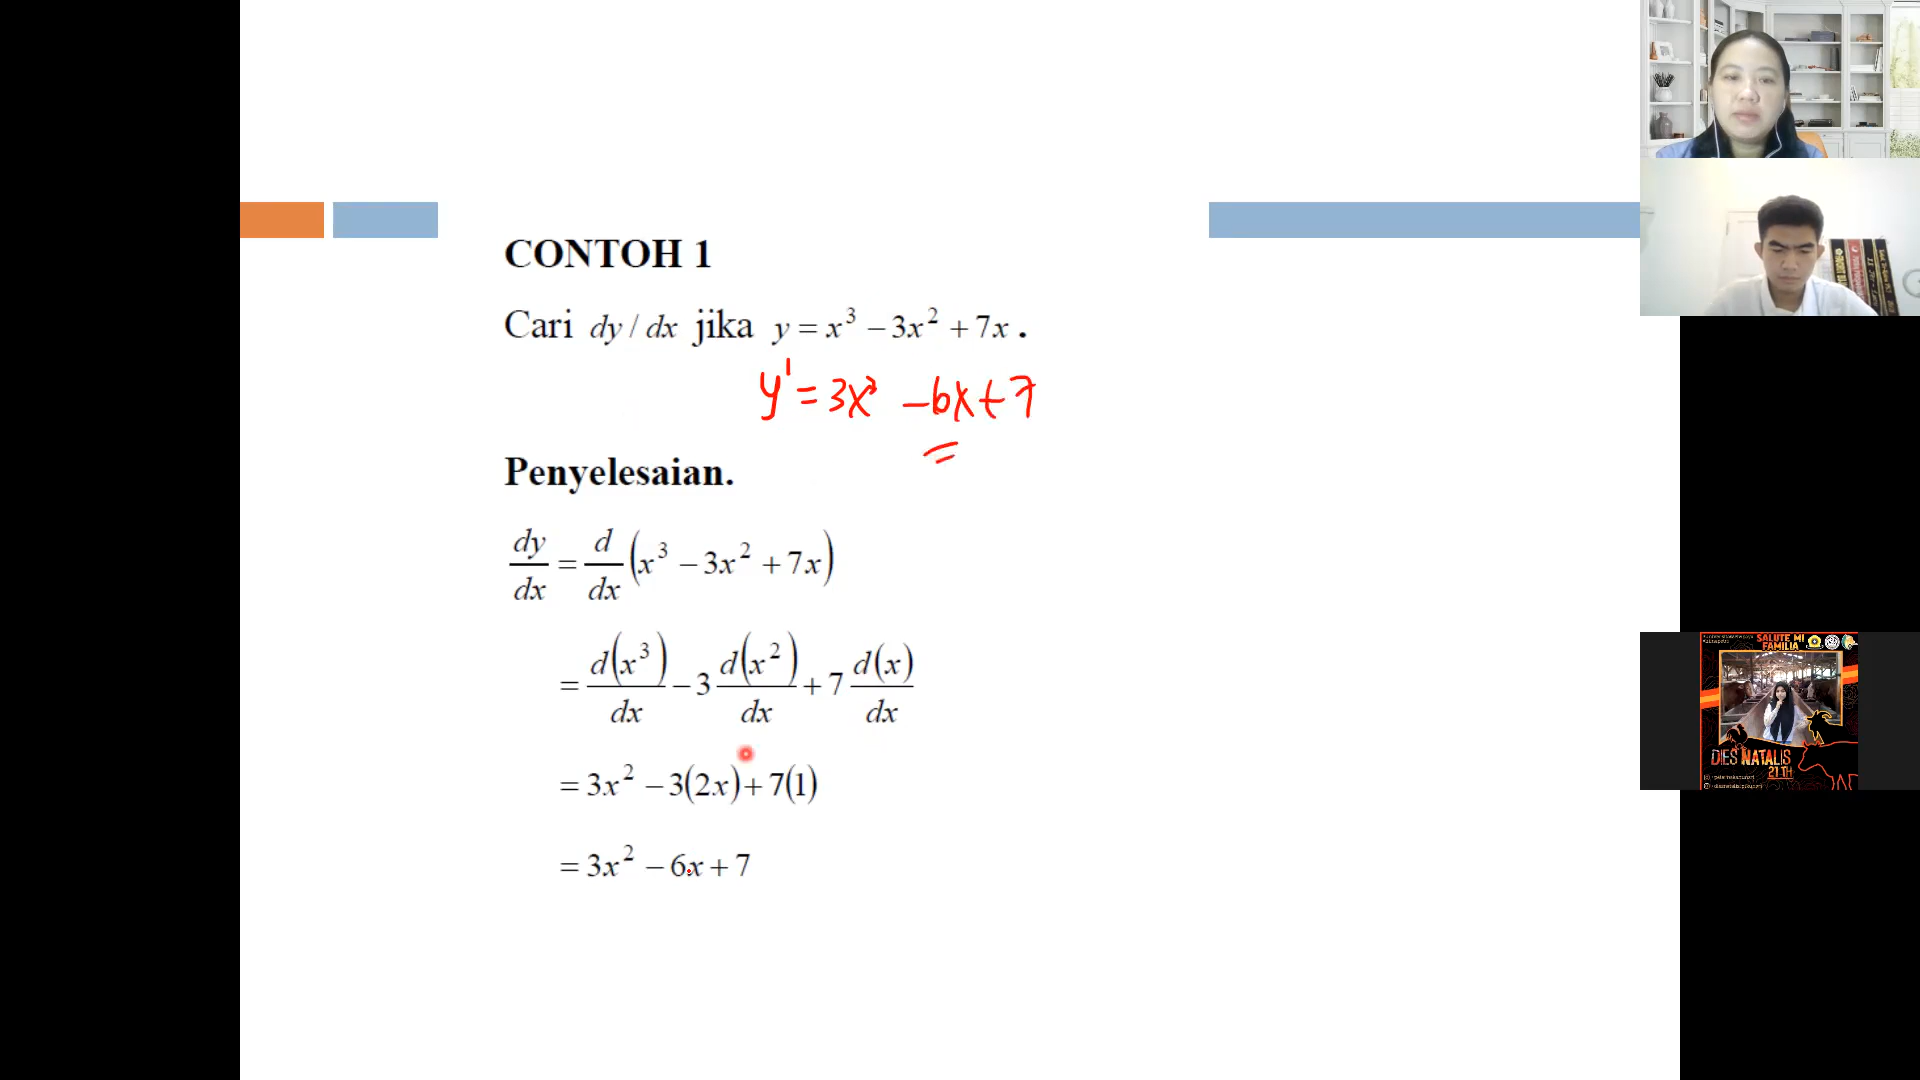 CONTOH 1
Cari dy / dx jika y = x³ − 3x² + 7x .
y' = 3x² − 6x + 7
Penyelesaian.
dy/dx = d/dx (x³ − 3x² + 7x)
= d(x³)/dx − 3 d(x²)/dx + 7 d(x)/dx
= 3x² − 3(2x) + 7(1)
= 3x² − 6x + 7
SALUTE MI
FAMILIA
DIES NATALIS
21TH